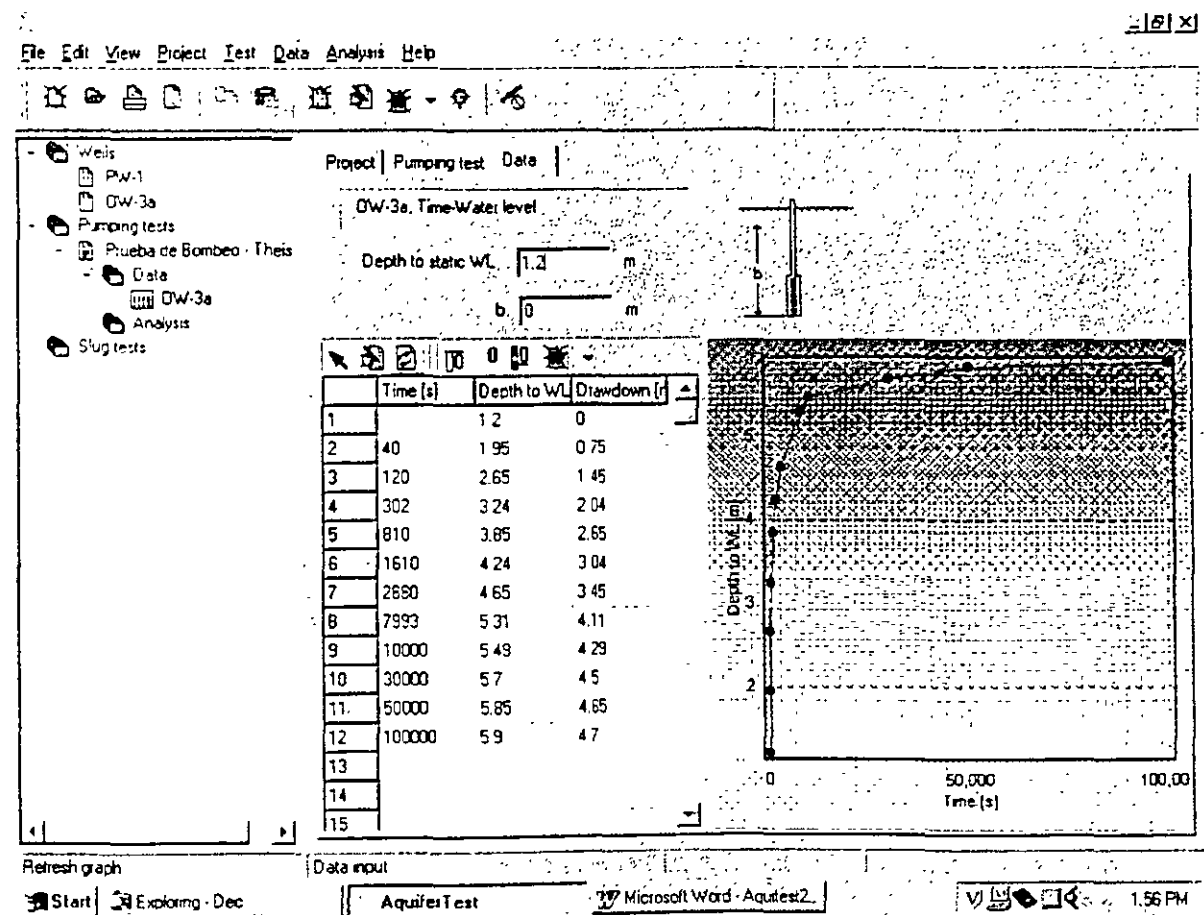 File Edit View Project Test Data Analysis Help
Wells
PW-1
OW-3a
Pumping tests
Prueba de Bombeo - Theis
Data
OW-3a
Analysis
Slug tests
Project Pumping test Data
OW-3a, Time-Water level
Depth to static WL 1.2 m
b. 0 m
b
Time [s] Depth to WL Drawdown [r
1 1 2 0
2 40 1 95 0 75
3 120 2 65 1 45
4 302 3 24 2 04
5 810 3.85 2.65
6 1610 4 24 3 04
7 2680 4 65 3 45
8 7993 5 31 4.11
9 10000 5 49 4 29
10 30000 5 7 4 5
11 50000 5.85 4.65
12 100000 5 9 4 7
13
14
15
5
4
3
2
Depth to WL [m]
0 50,000 100,00
Time [s]
Refresh graph Data input
Start Exploring - Dec AquiferTest Microsoft Word - Aquitest2_ 1.56 PM